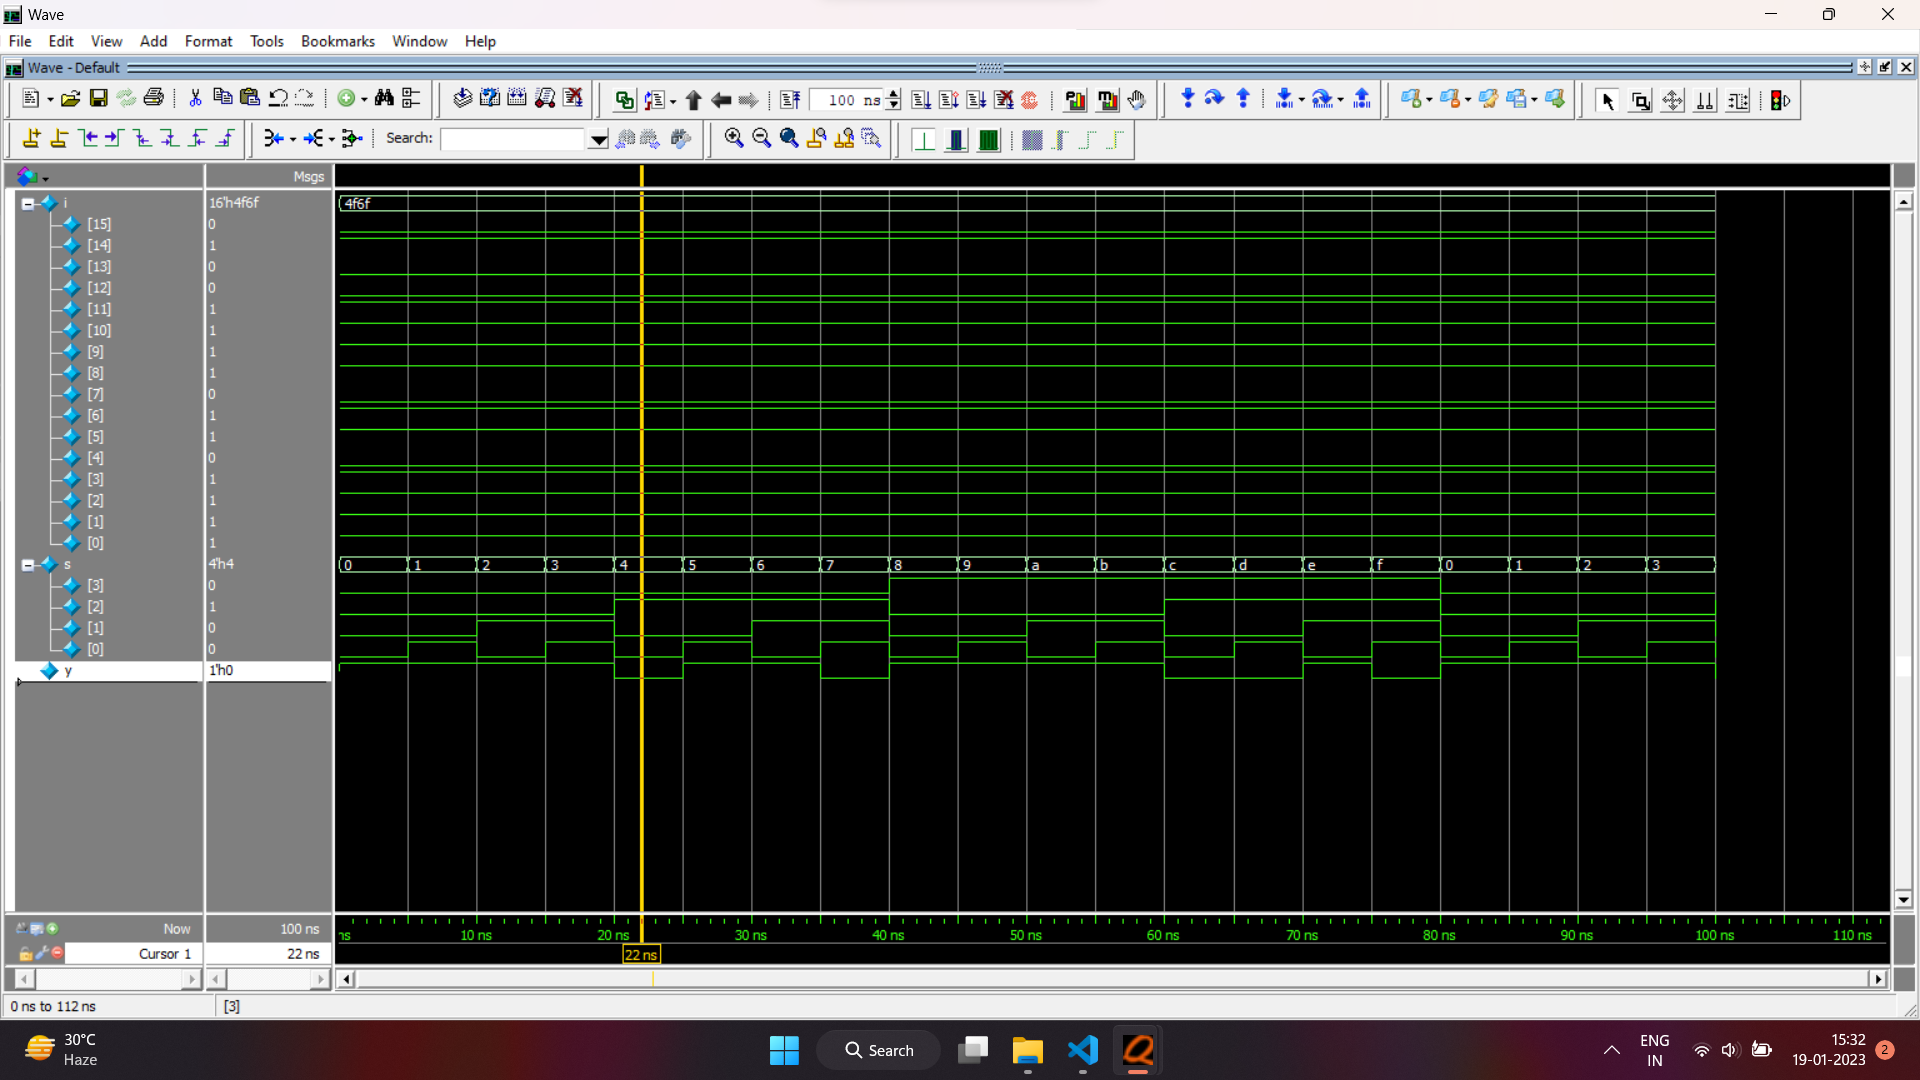 Wave
File Edit View Add Format Tools Bookmarks Window Help
Wave - Default
100 ns
Search:
Msgs
i 16'h4f6f 4f6f
[15] 0
[14] 1
[13] 0
[12] 0
[11] 1
[10] 1
[9] 1
[8] 1
[7] 0
[6] 1
[5] 1
[4] 0
[3] 1
[2] 1
[1] 1
[0] 1
s 4'h4 0 1 2 3 4 5 6 7 8 9 a b c d e f 0 1 2 3
[3] 0
[2] 1
[1] 0
[0] 0
y 1'h0
Now 100 ns ns 10 ns 20 ns 30 ns 40 ns 50 ns 60 ns 70 ns 80 ns 90 ns 100 ns 110 ns
Cursor 1 22 ns 22 ns
0 ns to 112 ns [3]
30°C
Haze
Search
ENG
IN
15:32
19-01-2023
2